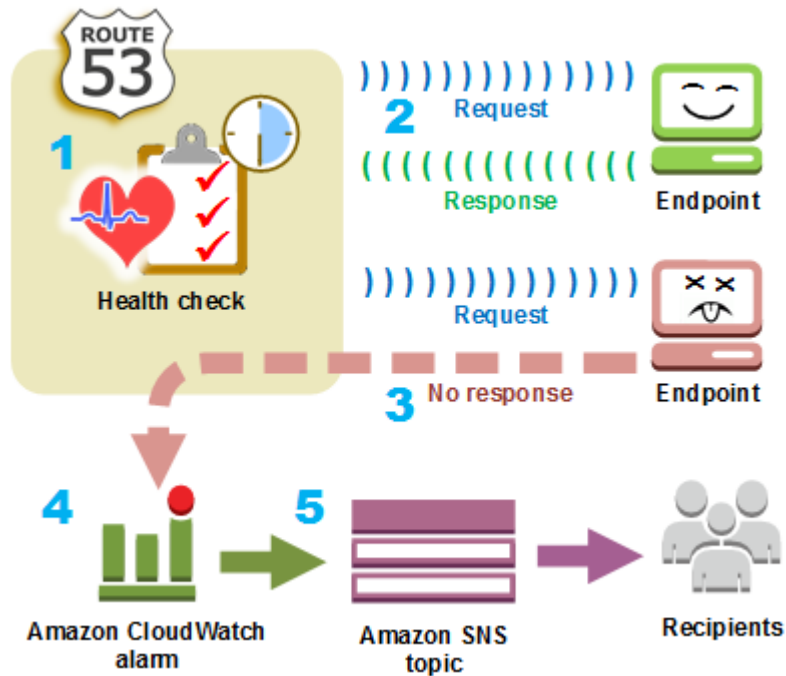 ROUTE
53
1
Health check
2
Request
Response
Endpoint
Request
3
No response
Endpoint
4
Amazon CloudWatch
alarm
5
Amazon SNS
topic
Recipients